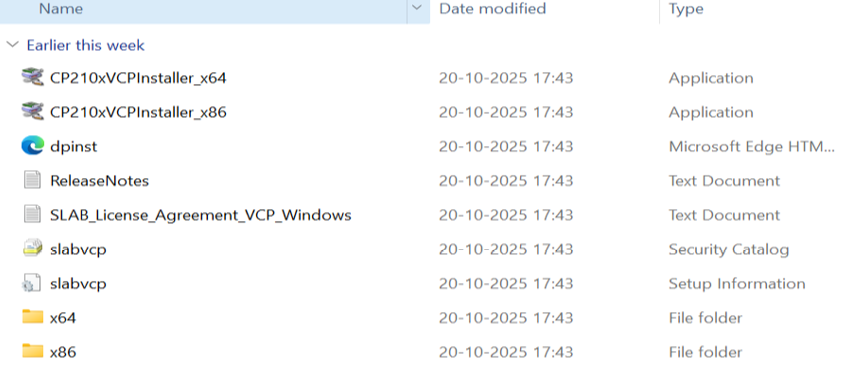 Name Date modified Type
Earlier this week
CP210xVCPInstaller_x64 20-10-2025 17:43 Application
CP210xVCPInstaller_x86 20-10-2025 17:43 Application
dpinst 20-10-2025 17:43 Microsoft Edge HTM...
ReleaseNotes 20-10-2025 17:43 Text Document
SLAB_License_Agreement_VCP_Windows 20-10-2025 17:43 Text Document
slabvcp 20-10-2025 17:43 Security Catalog
slabvcp 20-10-2025 17:43 Setup Information
x64 20-10-2025 17:43 File folder
x86 20-10-2025 17:43 File folder